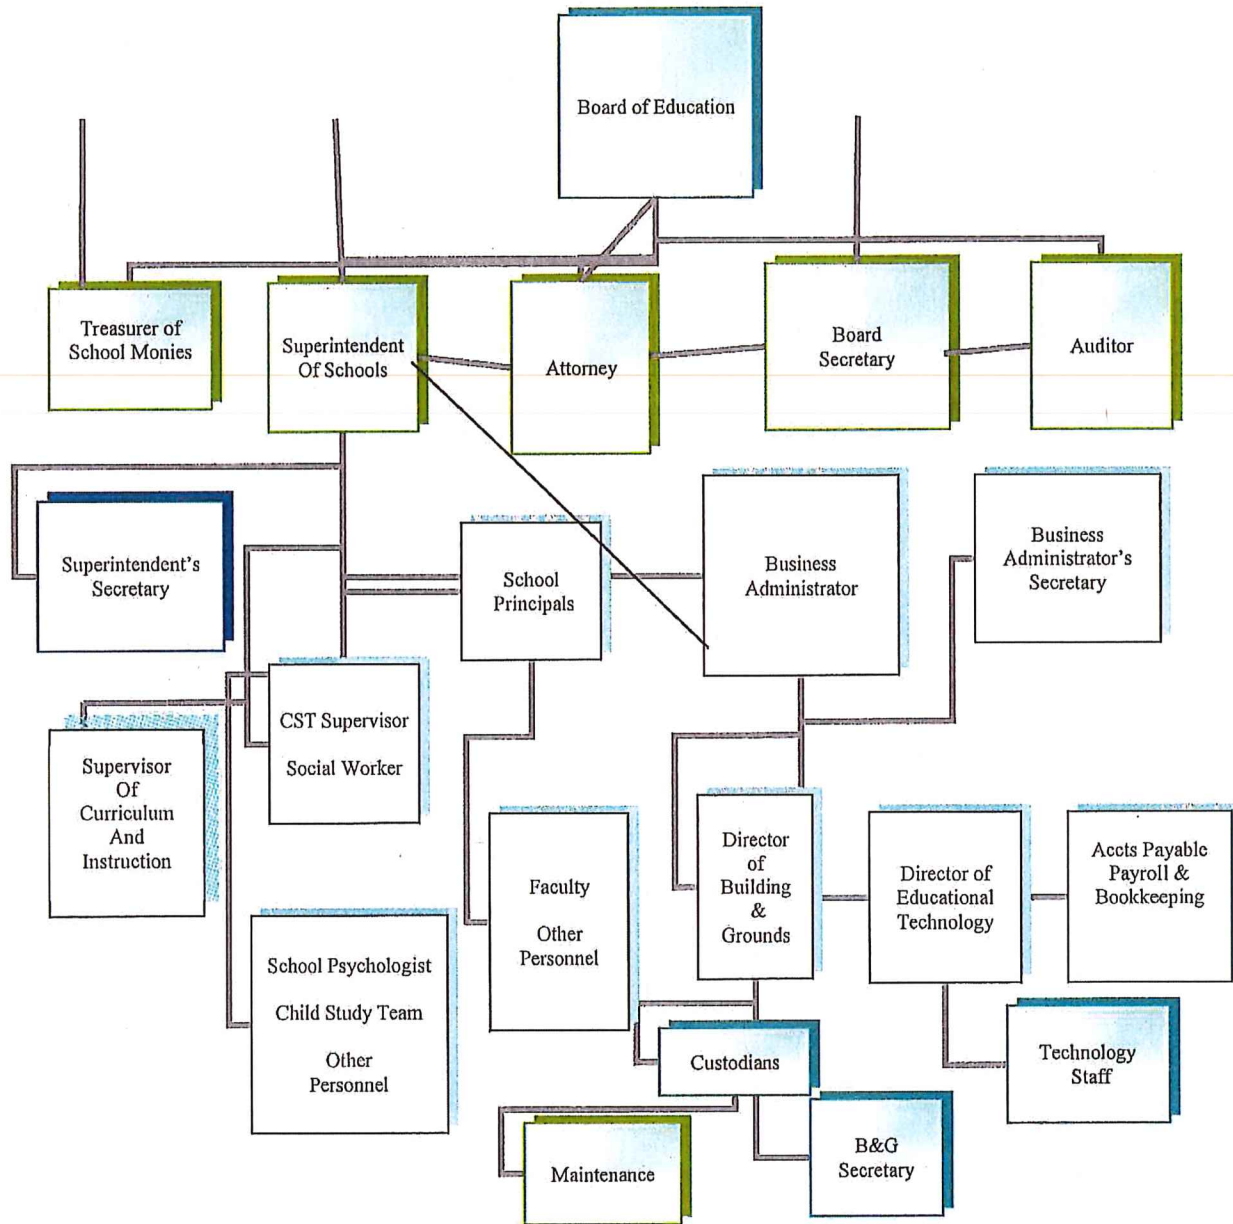 Board of Education
Treasurer of
School Monies
Superintendent
Of Schools
Attorney
Board
Secretary
Auditor
Superintendent's
Secretary
School
Principals
Business
Administrator
Business
Administrator's
Secretary
Supervisor
Of
Curriculum
And
Instruction
CST Supervisor
Social Worker
School Psychologist
Child Study Team
Other
Personnel
Faculty
Other
Personnel
Director
of
Building
&
Grounds
Director of
Educational
Technology
Accts Payable
Payroll &
Bookkeeping
Custodians
Technology
Staff
Maintenance
B&G
Secretary